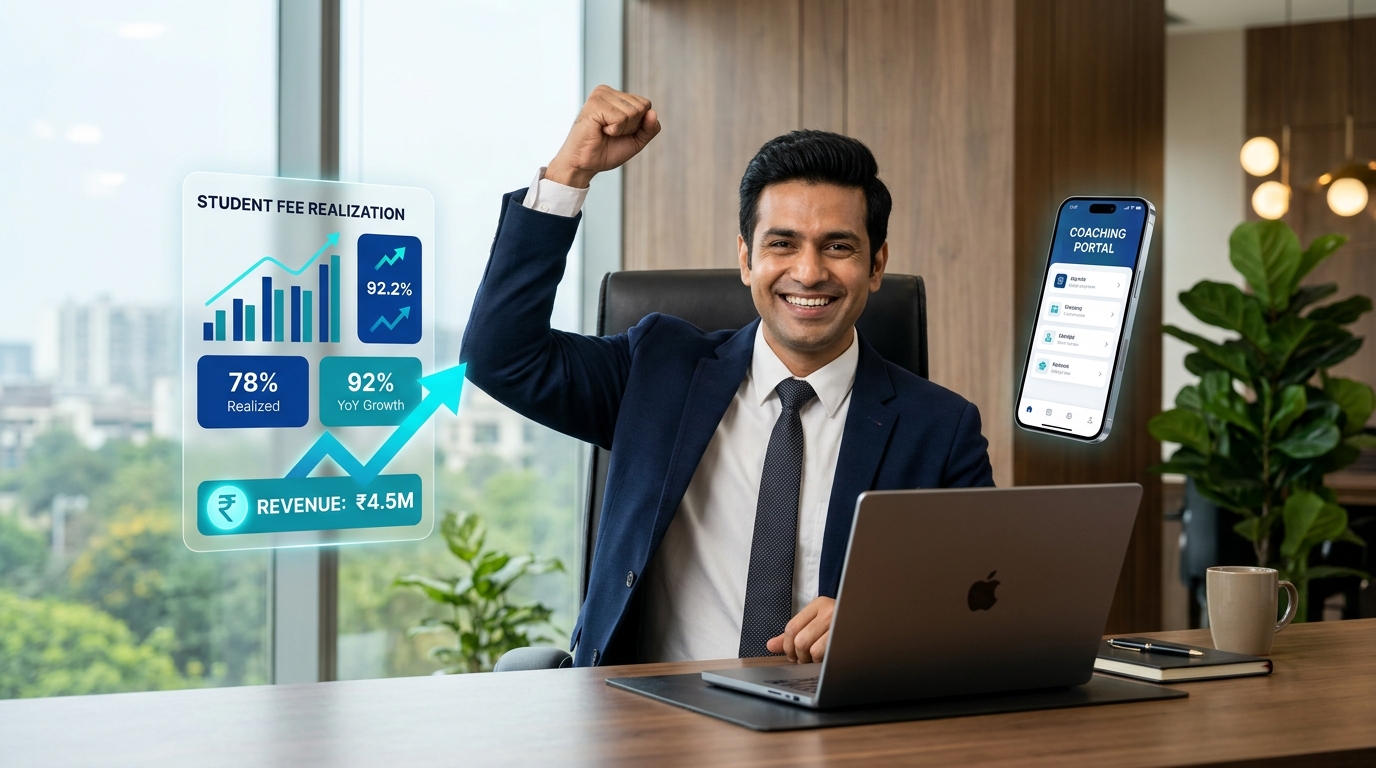 STUDENT FEE REALIZATION
92.2%
78%
Realized
92%
YoY Growth
₹
REVENUE: ₹4.5M
COACHING
PORTAL